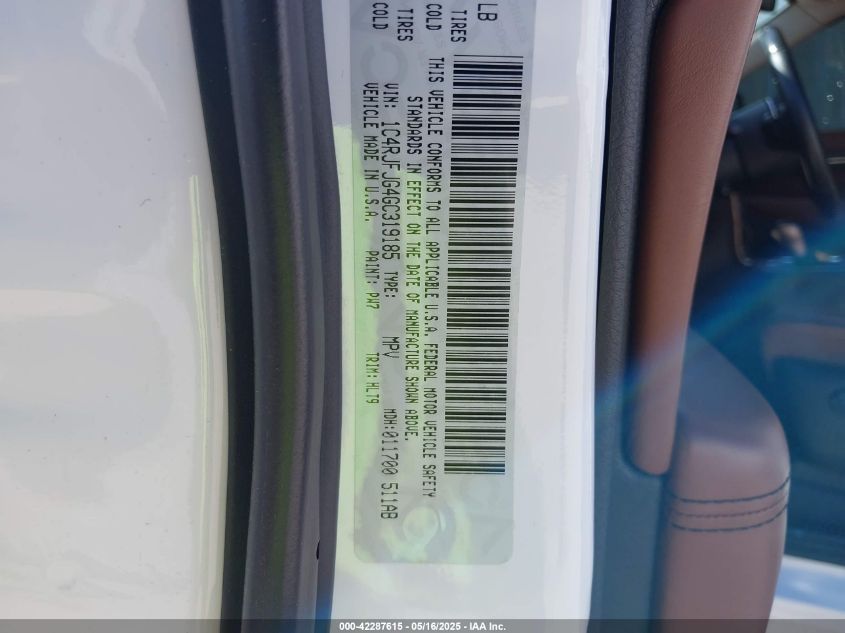 LB
TIRES TIRES
COLD COLD
THIS VEHICLE CONFORMS TO ALL APPLICABLE U.S.A. FEDERAL MOTOR VEHICLE SAFETY
STANDARDS IN EFFECT ON THE DATE OF MANUFACTURE SHOWN ABOVE.
VIN: 1C4RJFJG4GC319185 TYPE: MPV MDH:011700 511AB
VEHICLE MADE IN U.S.A. PAINT: PW7 TRIM: HLT9
000-42287615 - 05/16/2025 - IAA Inc.